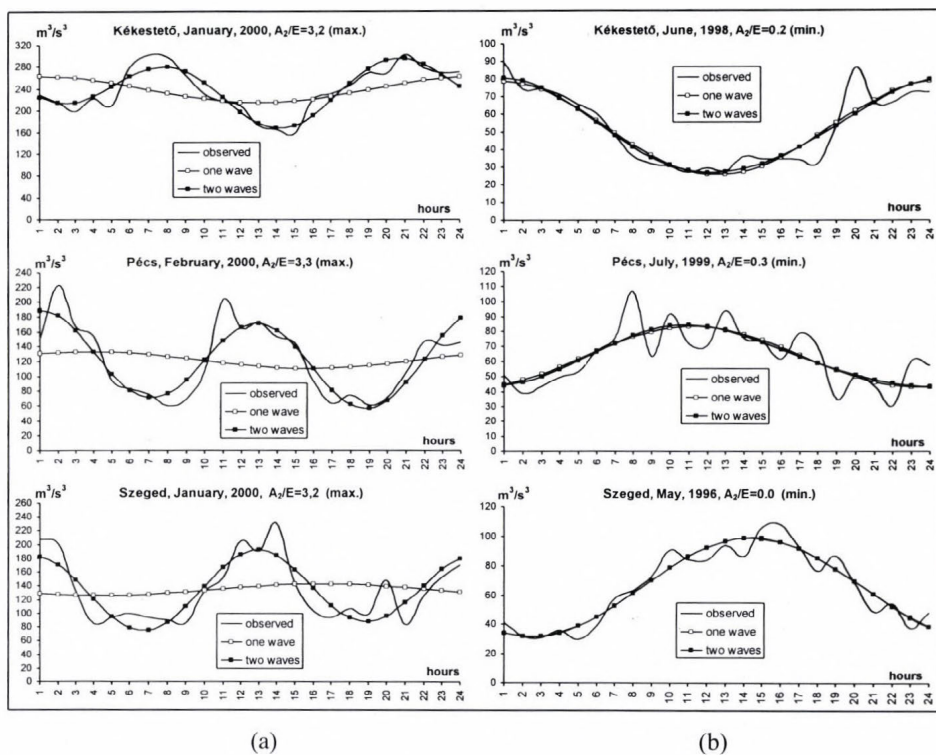 Kékestető, January, 2000, A₂/E=3,2 (max.)
m³/s³
320
280
240
200
160
120
80
40
0
observed
one wave
two waves
hours
1 2 3 4 5 6 7 8 9 10 11 12 13 14 15 16 17 18 19 20 21 22 23 24
Kékestető, June, 1998, A₂/E=0.2 (min.)
m³/s³
100
90
80
70
60
50
40
30
20
10
0
observed
one wave
two waves
hours
1 2 3 4 5 6 7 8 9 10 11 12 13 14 15 16 17 18 19 20 21 22 23 24
Pécs, February, 2000, A₂/E=3,3 (max.)
m³/s³
240
220
200
180
160
140
120
100
80
60
40
20
0
observed
one wave
two waves
hours
1 2 3 4 5 6 7 8 9 10 11 12 13 14 15 16 17 18 19 20 21 22 23 24
Pécs, July, 1999, A₂/E=0.3 (min.)
m³/s³
120
110
100
90
80
70
60
50
40
30
20
10
0
observed
one wave
two waves
hours
1 2 3 4 5 6 7 8 9 10 11 12 13 14 15 16 17 18 19 20 21 22 23 24
Szeged, January, 2000, A₂/E=3,2 (max.)
m³/s³
260
240
220
200
180
160
140
120
100
80
60
40
20
0
observed
one wave
two waves
hours
1 2 3 4 5 6 7 8 9 10 11 12 13 14 15 16 17 18 19 20 21 22 23 24
Szeged, May, 1996, A₂/E=0.0 (min.)
m³/s³
120
100
80
60
40
20
0
observed
one wave
two waves
hours
1 2 3 4 5 6 7 8 9 10 11 12 13 14 15 16 17 18 19 20 21 22 23 24
(a)
(b)